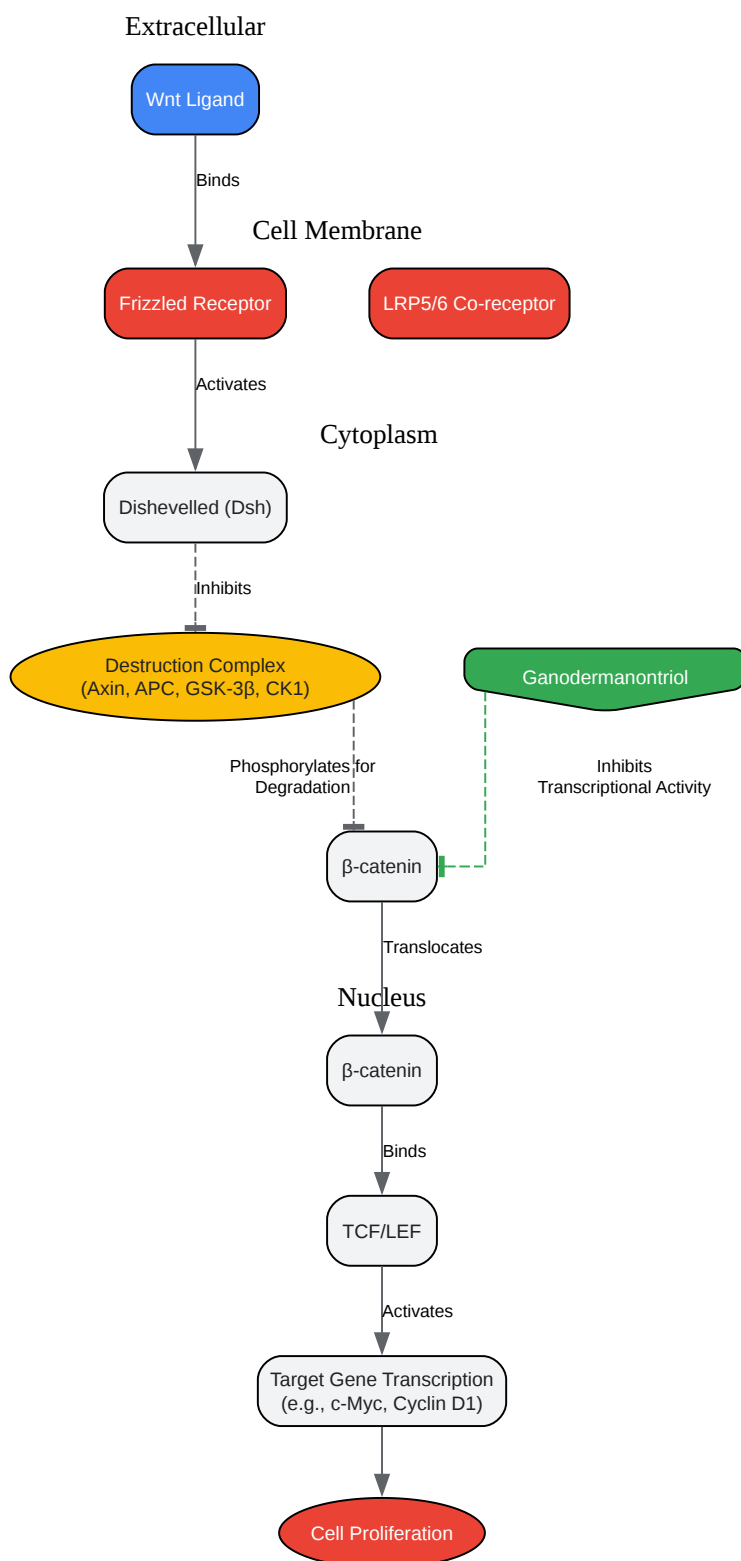 Extracellular
Wnt Ligand
Binds
Cell Membrane
Frizzled Receptor
LRP5/6 Co-receptor
Activates
Cytoplasm
Dishevelled (Dsh)
Inhibits
Destruction Complex
(Axin, APC, GSK-3β, CK1)
Ganodermanontriol
Phosphorylates for
Degradation
Inhibits
Transcriptional Activity
β-catenin
Translocates
Nucleus
β-catenin
Binds
TCF/LEF
Activates
Target Gene Transcription
(e.g., c-Myc, Cyclin D1)
Cell Proliferation